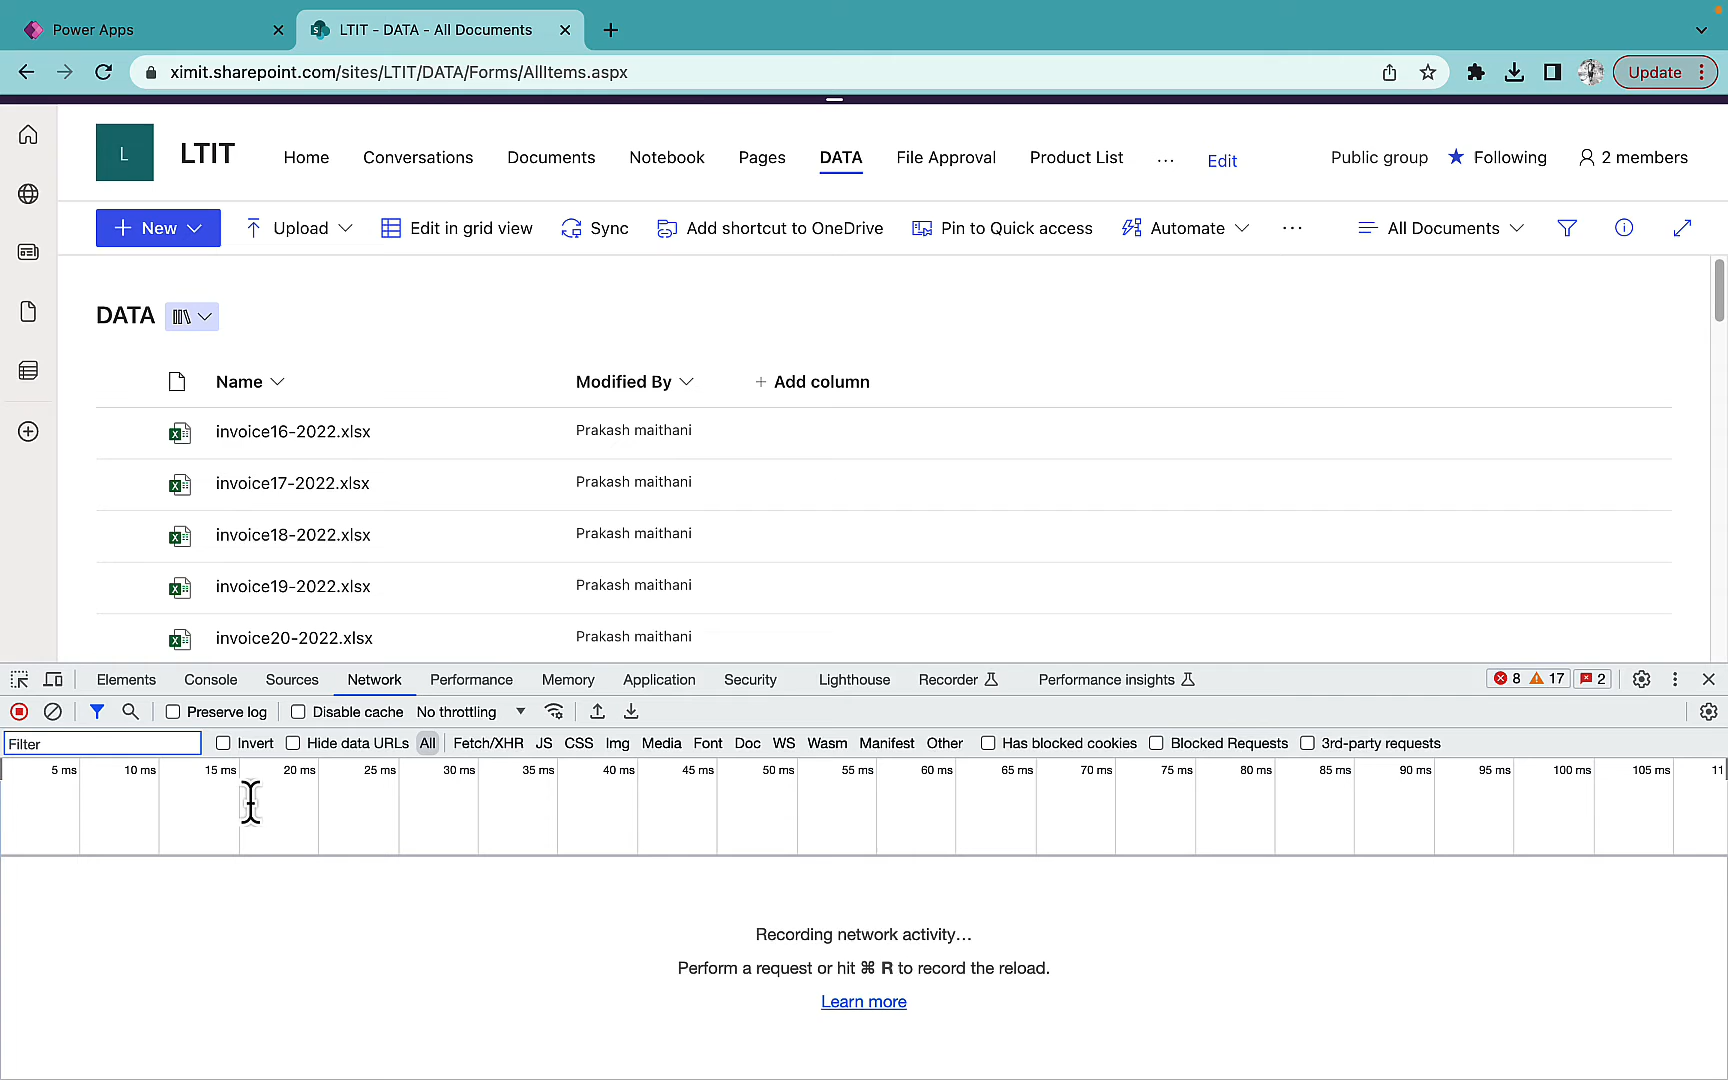 Power Apps
LTIT - DATA - All Documents
ximit.sharepoint.com/sites/LTIT/DATA/Forms/AllItems.aspx
Update
L
LTIT
Home Conversations Documents Notebook Pages DATA File Approval Product List ... Edit
Public group Following 2 members
New Upload Edit in grid view Sync Add shortcut to OneDrive Pin to Quick access Automate ... All Documents
DATA
Name Modified By + Add column
invoice16-2022.xlsx Prakash maithani
invoice17-2022.xlsx Prakash maithani
invoice18-2022.xlsx Prakash maithani
invoice19-2022.xlsx Prakash maithani
invoice20-2022.xlsx Prakash maithani
Elements Console Sources Network Performance Memory Application Security Lighthouse Recorder Performance insights 8 17 2
Preserve log Disable cache No throttling
Filter Invert Hide data URLs All Fetch/XHR JS CSS Img Media Font Doc WS Wasm Manifest Other Has blocked cookies Blocked Requests 3rd-party requests
5 ms 10 ms 15 ms 20 ms 25 ms 30 ms 35 ms 40 ms 45 ms 50 ms 55 ms 60 ms 65 ms 70 ms 75 ms 80 ms 85 ms 90 ms 95 ms 100 ms 105 ms 11
Recording network activity…
Perform a request or hit ⌘ R to record the reload.
Learn more